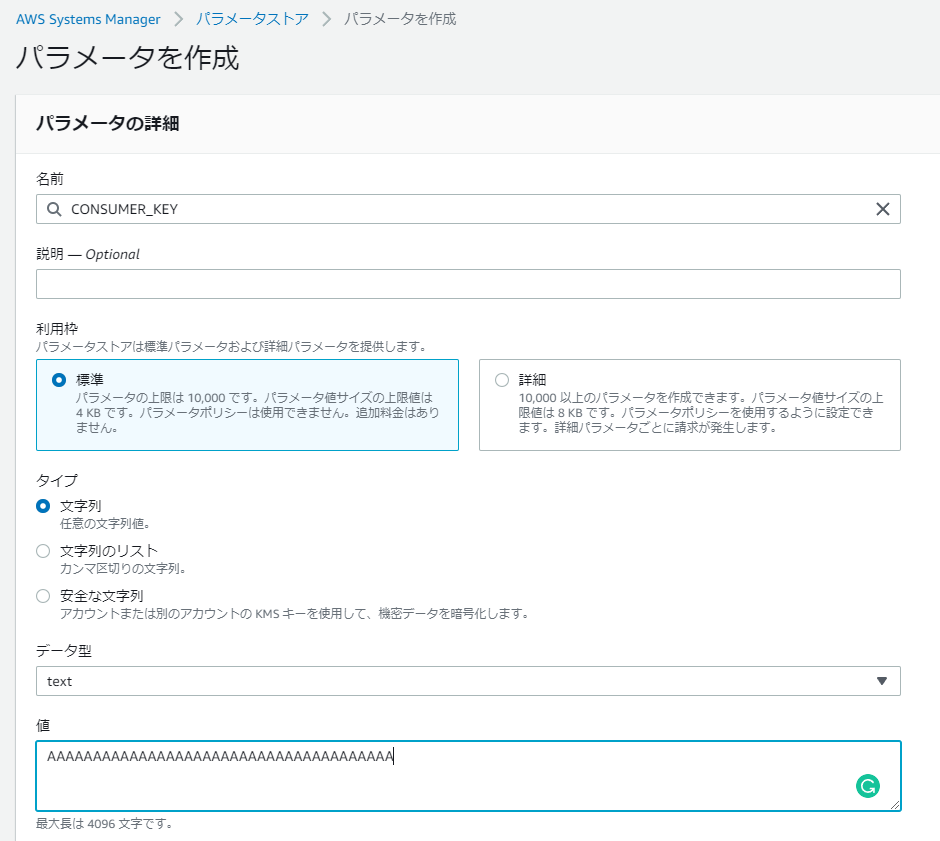 AWS Systems Manager > パラメータストア > パラメータを作成
パラメータを作成
パラメータの詳細
名前
CONSUMER_KEY
説明 — Optional
利用枠
パラメータストアは標準パラメータおよび詳細パラメータを提供します。
標準
パラメータの上限は 10,000 です。パラメータ値サイズの上限値は
4 KB です。パラメータポリシーは使用できません。追加料金はあり
ません。
詳細
10,000 以上のパラメータを作成できます。パラメータ値サイズの上
限値は 8 KB です。パラメータポリシーを使用するように設定でき
ます。詳細パラメータごとに請求が発生します。
タイプ
文字列
任意の文字列値。
文字列のリスト
カンマ区切りの文字列。
安全な文字列
アカウントまたは別のアカウントの KMS キーを使用して、機密データを暗号化します。
データ型
text
値
AAAAAAAAAAAAAAAAAAAAAAAAAAAAAAAAAAAAAA
最大長は 4096 文字です。